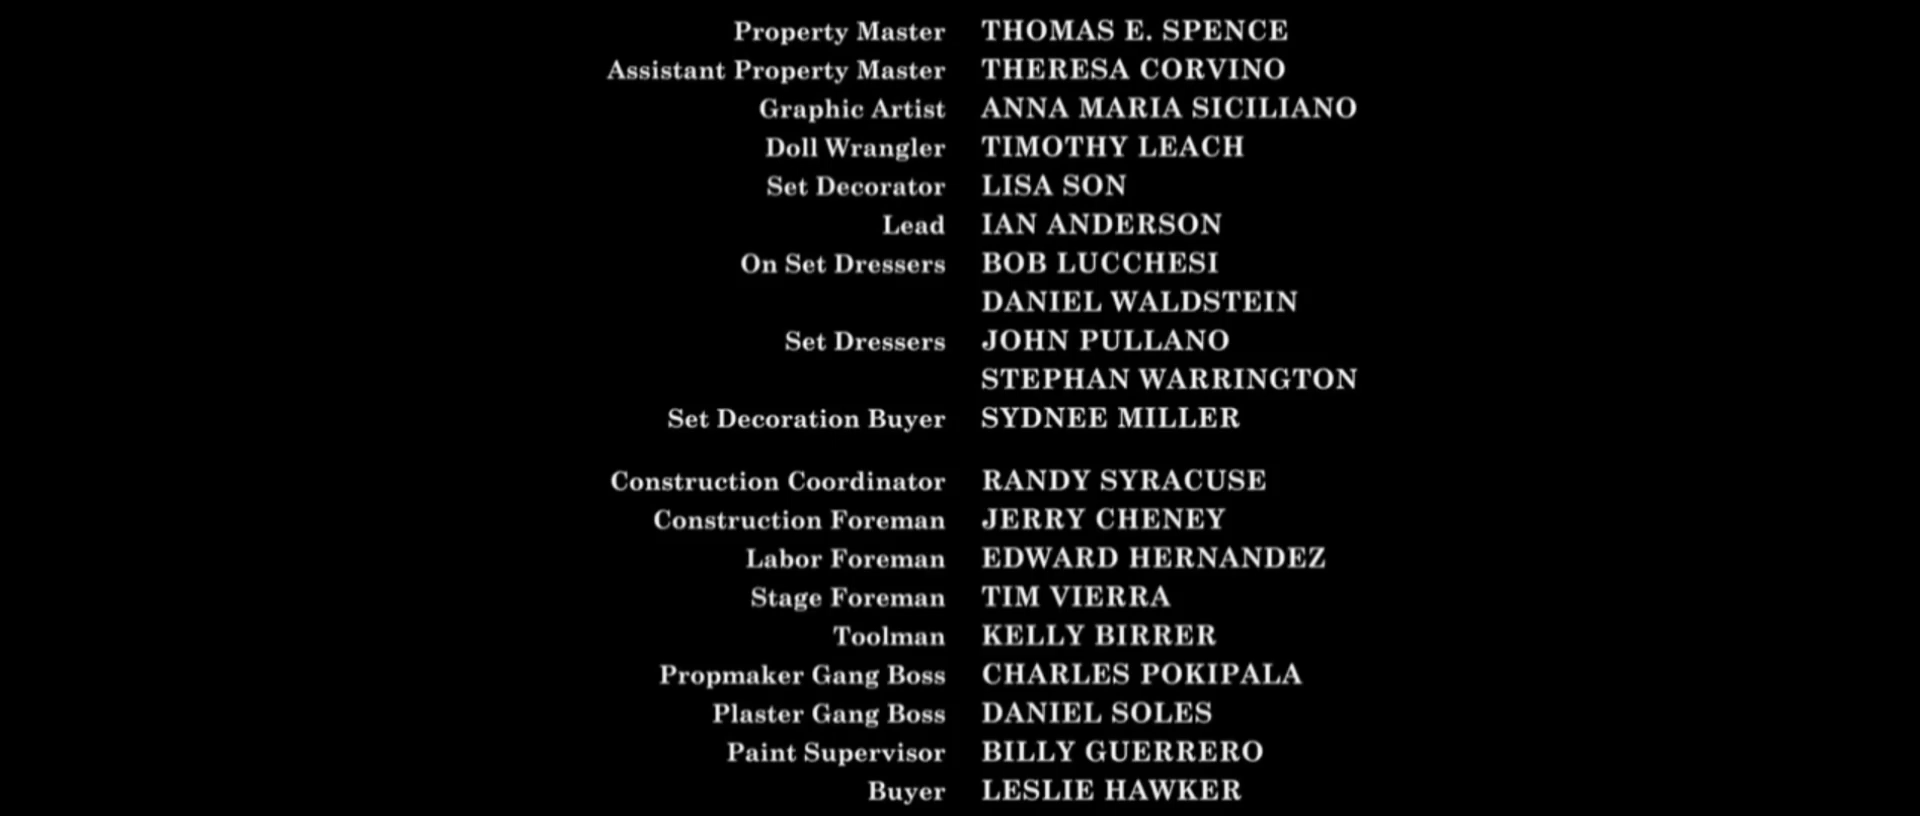 Property Master THOMAS E. SPENCE
Assistant Property Master THERESA CORVINO
Graphic Artist ANNA MARIA SICILIANO
Doll Wrangler TIMOTHY LEACH
Set Decorator LISA SON
Lead IAN ANDERSON
On Set Dressers BOB LUCCHESI
DANIEL WALDSTEIN
Set Dressers JOHN PULLANO
STEPHAN WARRINGTON
Set Decoration Buyer SYDNEE MILLER
Construction Coordinator RANDY SYRACUSE
Construction Foreman JERRY CHENEY
Labor Foreman EDWARD HERNANDEZ
Stage Foreman TIM VIERRA
Toolman KELLY BIRRER
Propmaker Gang Boss CHARLES POKIPALA
Plaster Gang Boss DANIEL SOLES
Paint Supervisor BILLY GUERRERO
Buyer LESLIE HAWKER